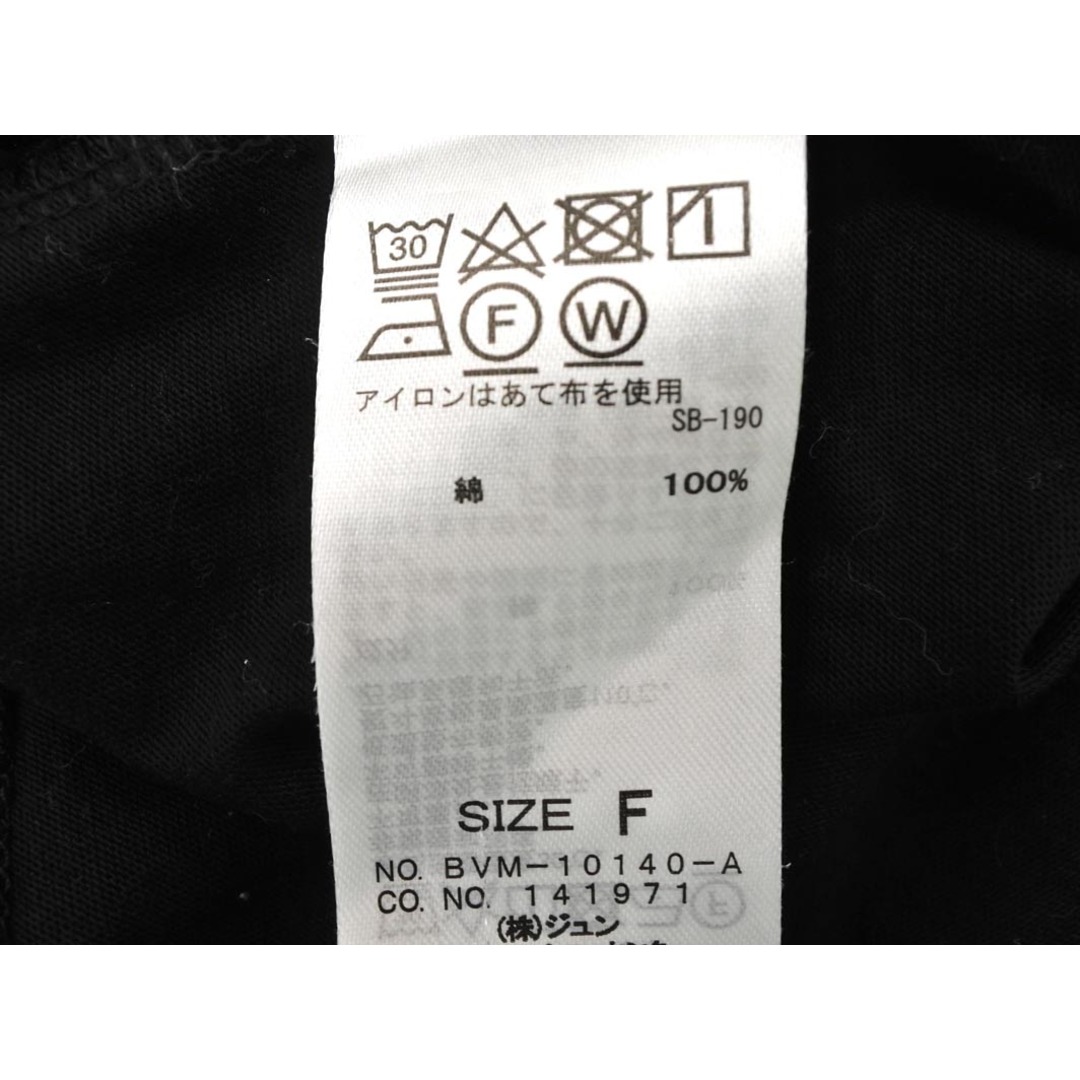 30
F W
アイロンはあて布を使用
SB-190
綿 100%
SIZE F
NO. BVM-10140-A
CO. NO. 141971
(株)ジュン